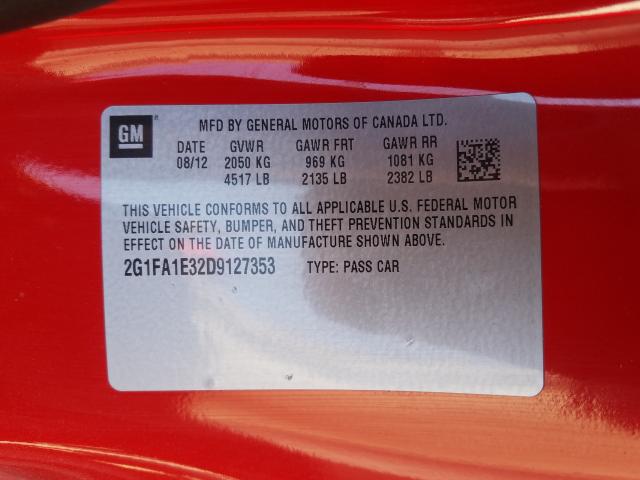 GM
MFD BY GENERAL MOTORS OF CANADA LTD.
DATE GVWR GAWR FRT GAWR RR
08/12 2050 KG 969 KG 1081 KG
4517 LB 2135 LB 2382 LB
THIS VEHICLE CONFORMS TO ALL APPLICABLE U.S. FEDERAL MOTOR
VEHICLE SAFETY, BUMPER, AND THEFT PREVENTION STANDARDS IN
EFFECT ON THE DATE OF MANUFACTURE SHOWN ABOVE.
2G1FA1E32D9127353 TYPE: PASS CAR